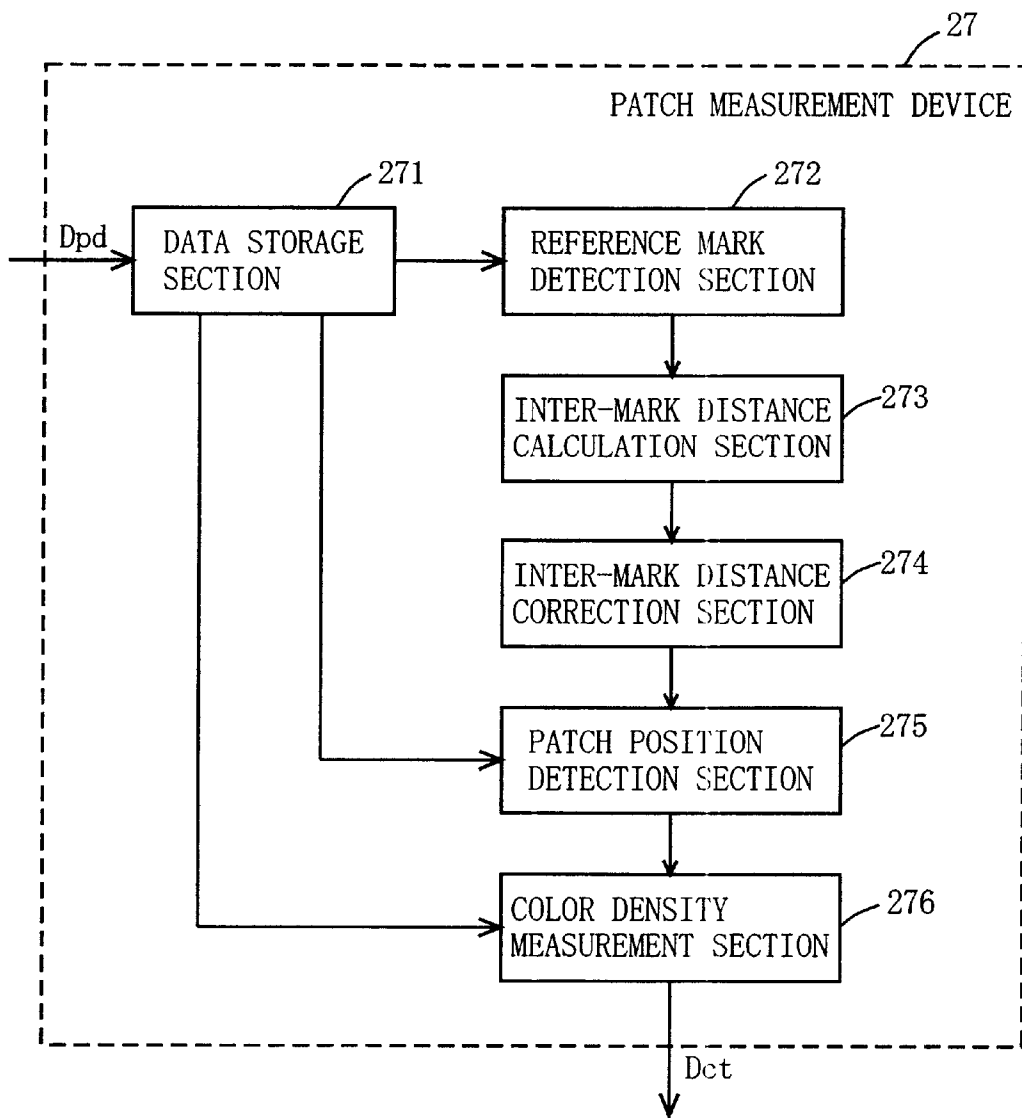 27
PATCH MEASUREMENT DEVICE
271
272
Dpd
DATA STORAGE
SECTION
REFERENCE MARK
DETECTION SECTION
273
INTER-MARK DISTANCE
CALCULATION SECTION
274
INTER-MARK DISTANCE
CORRECTION SECTION
275
PATCH POSITION
DETECTION SECTION
276
COLOR DENSITY
MEASUREMENT SECTION
Dct